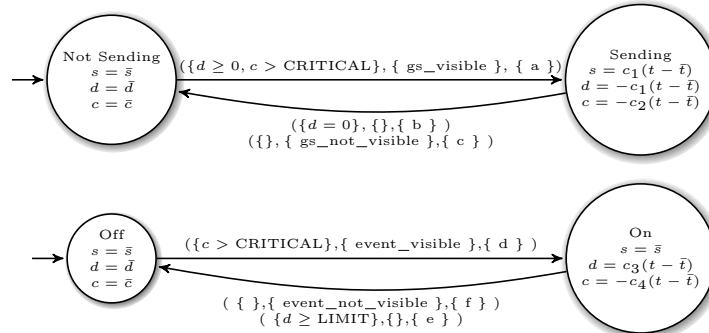 Not Sending
s = s̄
d = d̄
c = c̄
({d ≥ 0, c > CRITICAL}, { gs_visible }, { a })
Sending
s = c₁(t − t̄)
d = −c₁(t − t̄)
c = −c₂(t − t̄)
({d = 0}, {},{ b } )
({}, { gs_not_visible },{ c } )
Off
s = s̄
d = d̄
c = c̄
({c > CRITICAL},{ event_visible },{ d } )
On
s = s̄
d = c₃(t − t̄)
c = −c₄(t − t̄)
( { },{ event_not_visible },{ f } )
( {d ≥ LIMIT},{},{ e } )